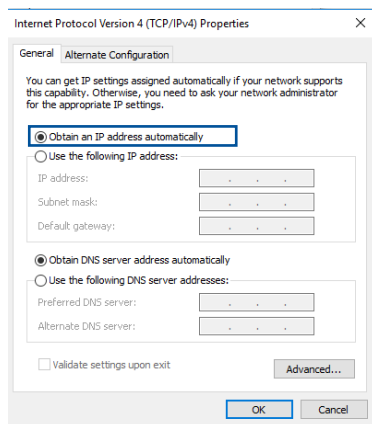 Internet Protocol Version 4 (TCP/IPv4) Properties
General Alternate Configuration
You can get IP settings assigned automatically if your network supports
this capability. Otherwise, you need to ask your network administrator
for the appropriate IP settings.
Obtain an IP address automatically
Use the following IP address:
IP address:
Subnet mask:
Default gateway:
Obtain DNS server address automatically
Use the following DNS server addresses:
Preferred DNS server:
Alternate DNS server:
Validate settings upon exit
Advanced...
OK Cancel